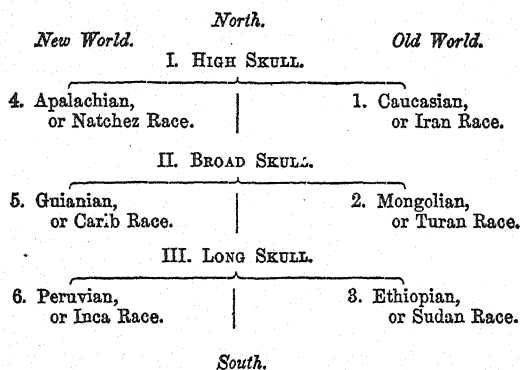 North.
New World. Old World.
I. HIGH SKULL.
4. Apalachian, 1. Caucasian,
or Natchez Race. or Iran Race.
II. BROAD SKULL.
5. Guianian, 2. Mongolian,
or Carib Race. or Turan Race.
III. LONG SKULL.
6. Peruvian, 3. Ethiopian,
or Inca Race. or Sudan Race.
South.